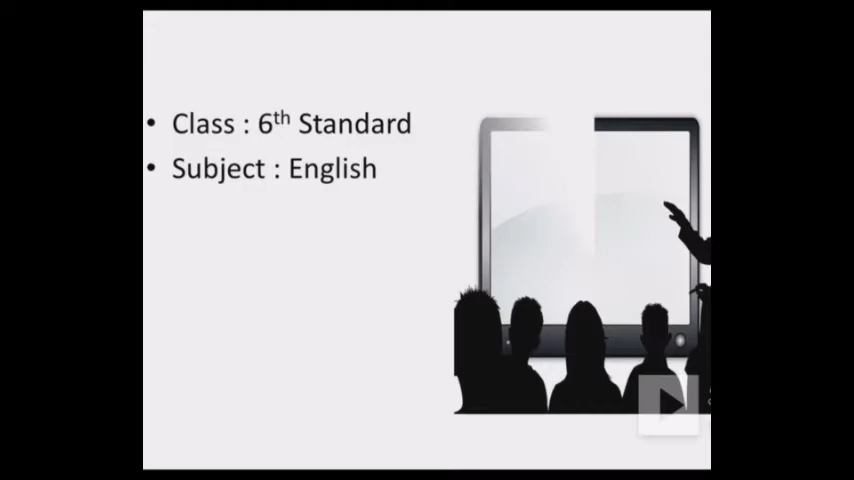 • Class : 6th Standard
• Subject : English